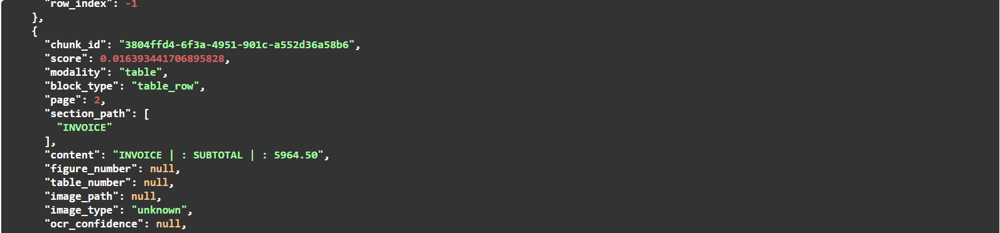 "row_index": -1
},
{
"chunk_id": "3804ffd4-6f3a-4951-901c-a552d36a58b6",
"score": 0.016393441706895828,
"modality": "table",
"block_type": "table_row",
"page": 2,
"section_path": [
"INVOICE"
],
"content": "INVOICE | : SUBTOTAL | : 5964.50",
"figure_number": null,
"table_number": null,
"image_path": null,
"image_type": "unknown",
"ocr_confidence": null,